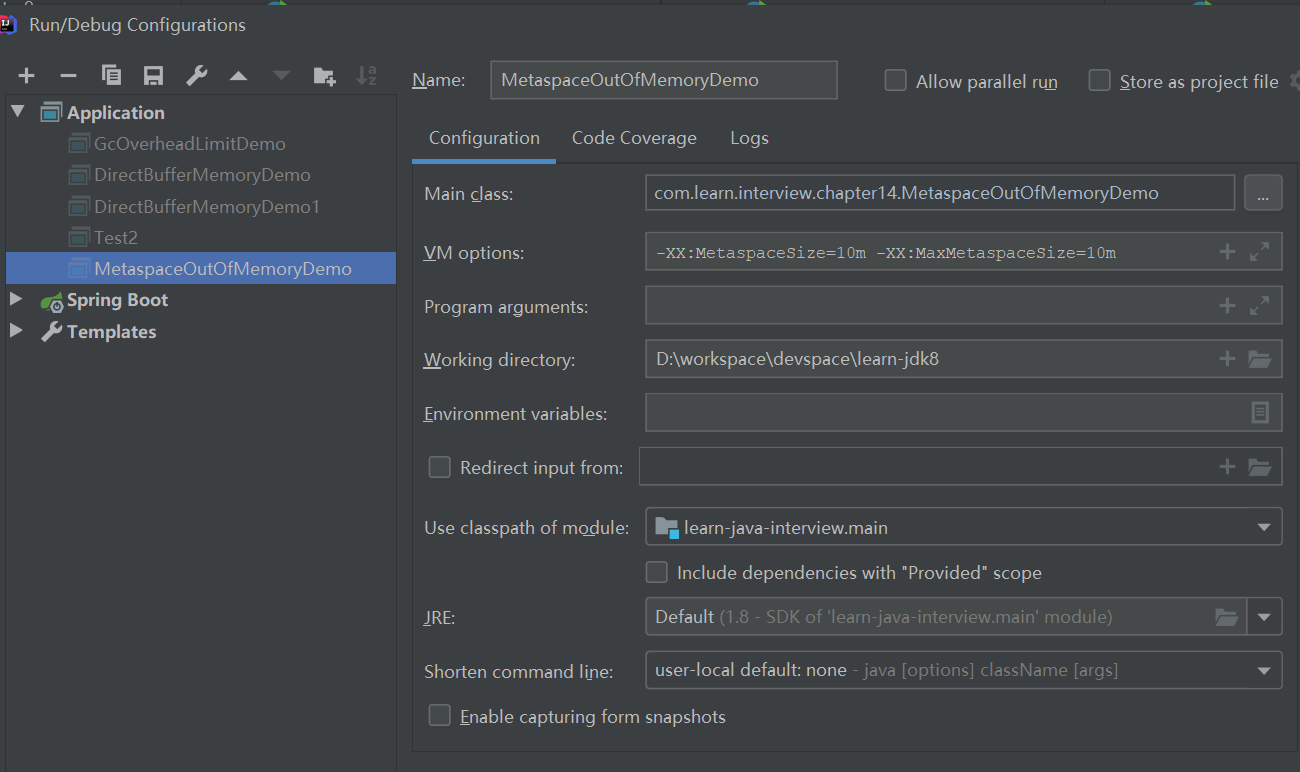 Run/Debug Configurations
Name: MetaspaceOutOfMemoryDemo Allow parallel run Store as project file
Application
GcOverheadLimitDemo
DirectBufferMemoryDemo
DirectBufferMemoryDemo1
Test2
MetaspaceOutOfMemoryDemo
Spring Boot
Templates
Configuration Code Coverage Logs
Main class: com.learn.interview.chapter14.MetaspaceOutOfMemoryDemo ...
VM options: -XX:MetaspaceSize=10m -XX:MaxMetaspaceSize=10m
Program arguments:
Working directory: D:\workspace\devspace\learn-jdk8
Environment variables:
Redirect input from:
Use classpath of module: learn-java-interview.main
Include dependencies with "Provided" scope
JRE: Default (1.8 - SDK of 'learn-java-interview.main' module)
Shorten command line: user-local default: none - java [options] className [args]
Enable capturing form snapshots